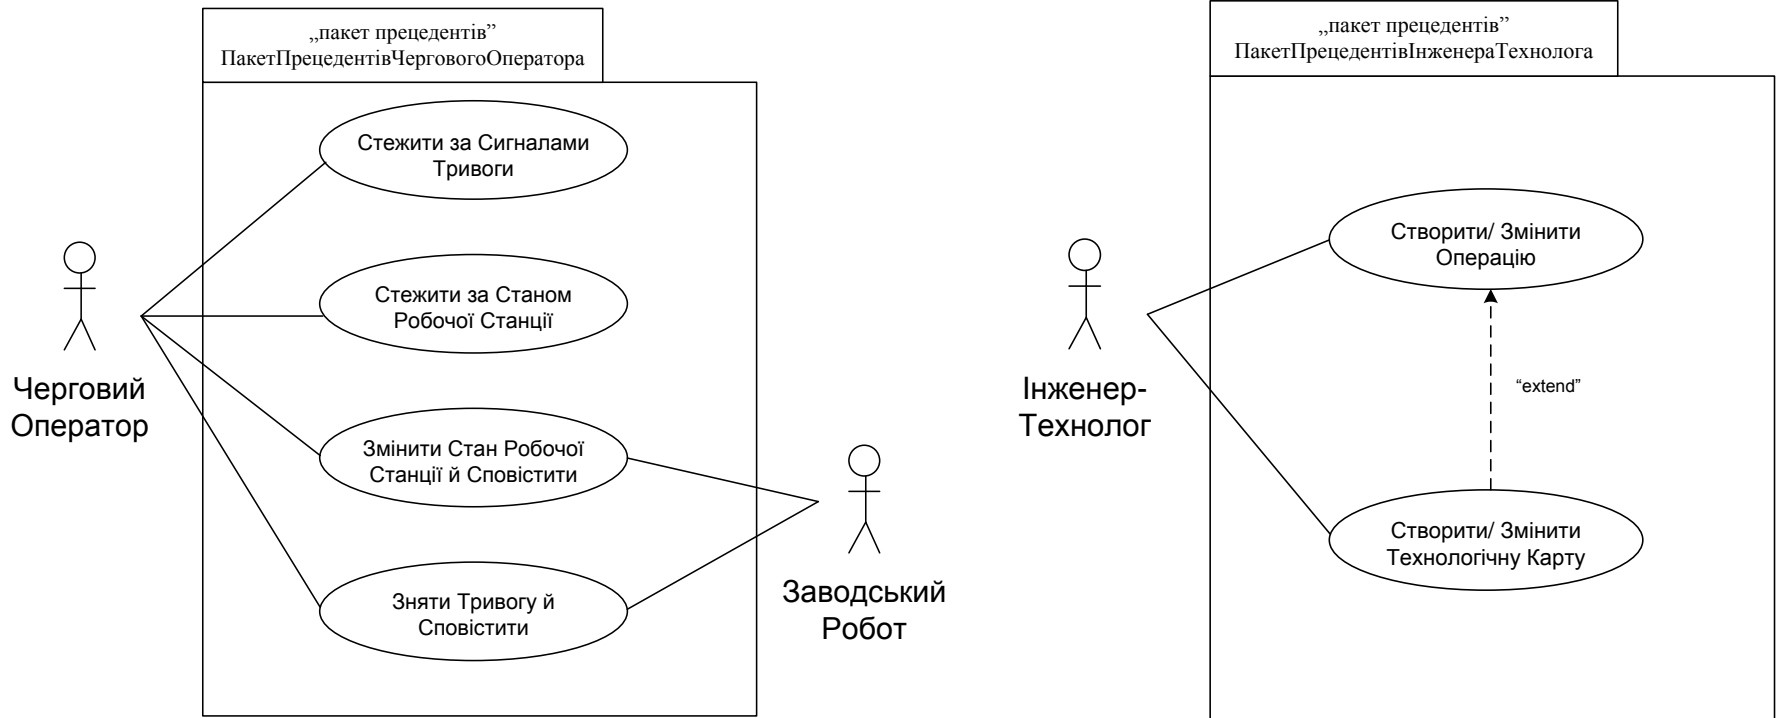 „пакет прецедентів”
ПакетПрецедентівЧерговогоОператора
Стежити за Сигналами
Тривоги
Стежити за Станом
Робочої Станції
Черговий
Оператор
Змінити Стан Робочої
Станції й Сповістити
Зняти Тривогу й
Сповістити
Заводський
Робот
„пакет прецедентів”
ПакетПрецедентівІнженераТехнолога
Створити/ Змінити
Операцію
Інженер-
Технолог
“extend”
Створити/ Змінити
Технологічну Карту